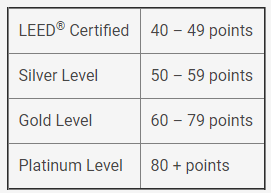 LEED® Certified 40 – 49 points
Silver Level 50 – 59 points
Gold Level 60 – 79 points
Platinum Level 80 + points